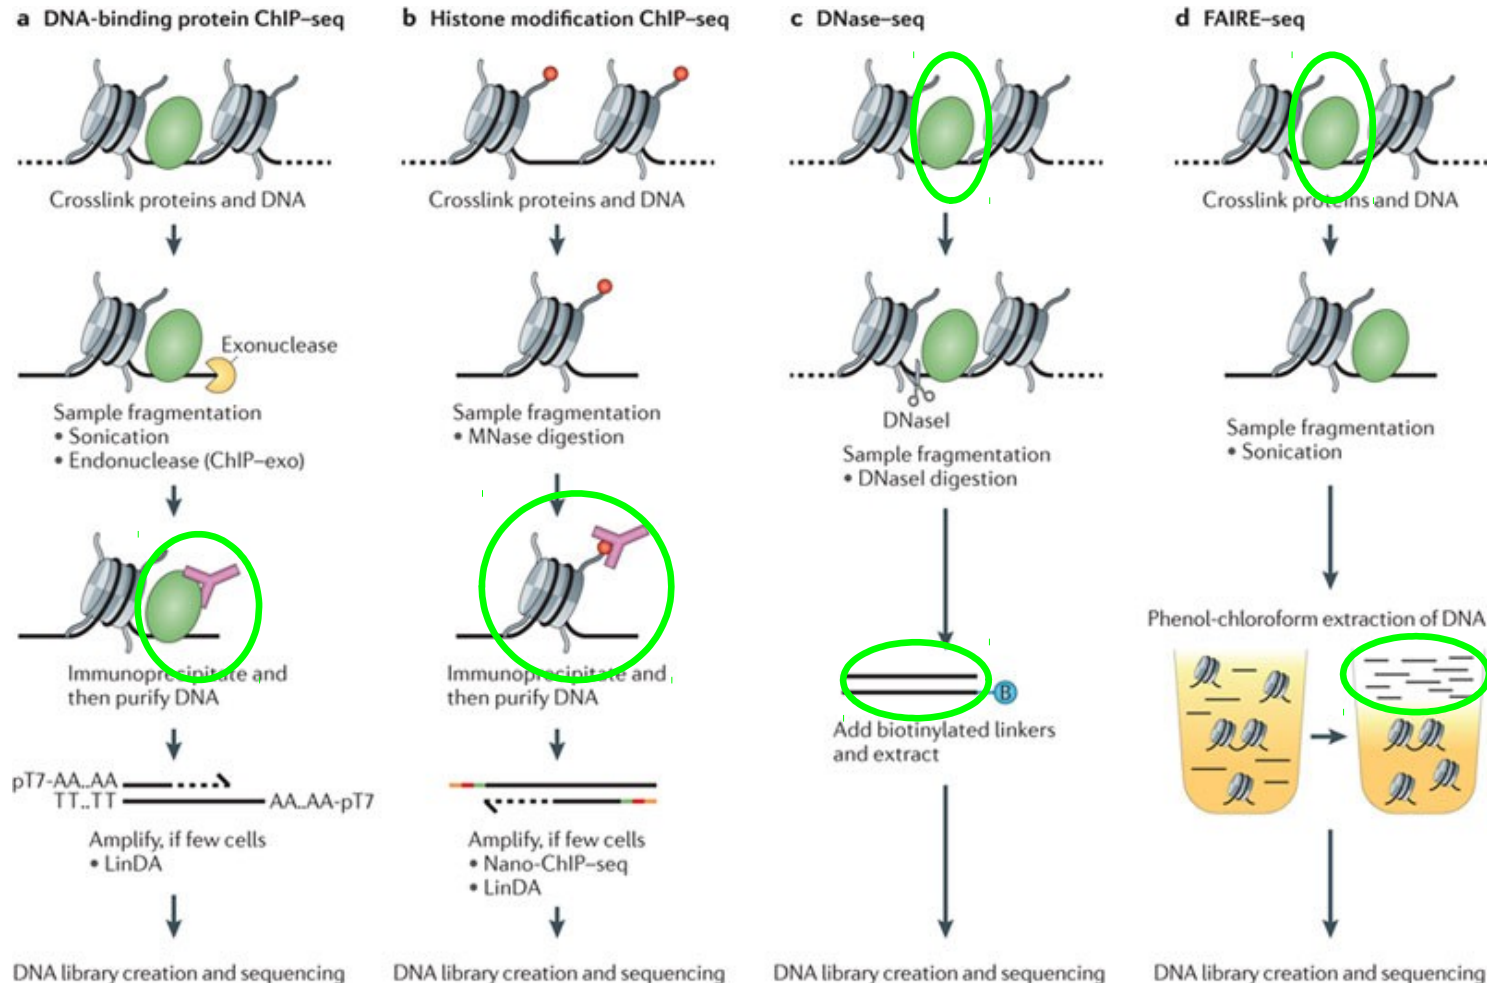 a DNA-binding protein ChIP–seq
Crosslink proteins and DNA
Exonuclease
Sample fragmentation
• Sonication
• Endonuclease (ChIP–exo)
Immunoprecipitate and
then purify DNA
pT7-AA..AA
TT..TT
AA..AA-pT7
Amplify, if few cells
• LinDA
DNA library creation and sequencing
b Histone modification ChIP–seq
Crosslink proteins and DNA
Sample fragmentation
• MNase digestion
Immunoprecipitate and
then purify DNA
Amplify, if few cells
• Nano-ChIP–seq
• LinDA
DNA library creation and sequencing
c DNase–seq
DNaseI
Sample fragmentation
• DNaseI digestion
B
Add biotinylated linkers
and extract
DNA library creation and sequencing
d FAIRE–seq
Crosslink proteins and DNA
Sample fragmentation
• Sonication
Phenol-chloroform extraction of DNA
DNA library creation and sequencing